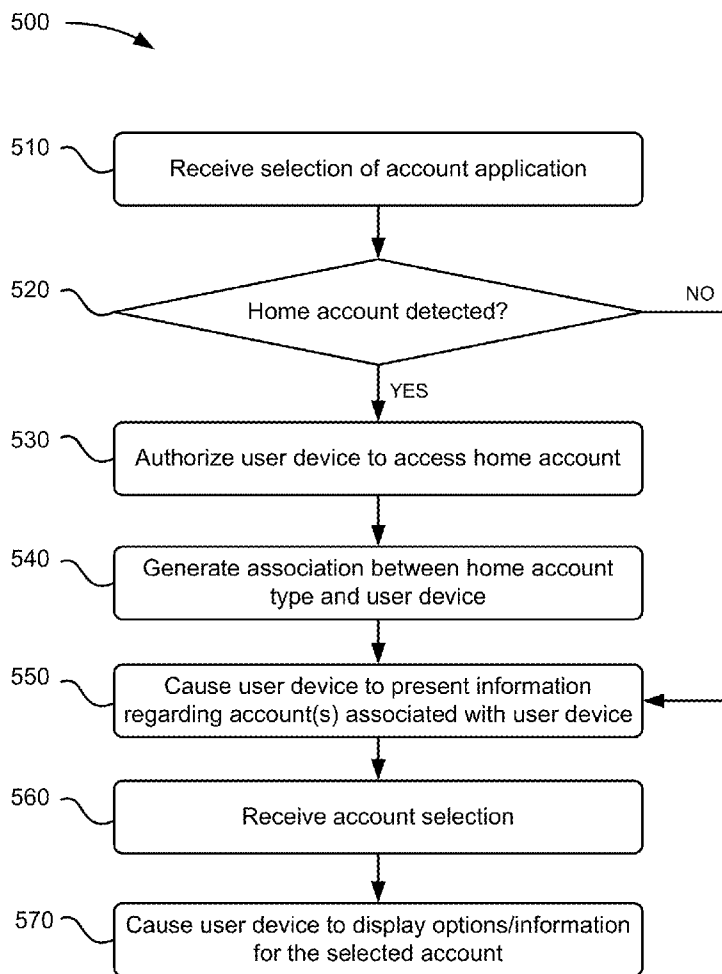 500
510
Receive selection of account application
520
Home account detected?
NO
YES
530
Authorize user device to access home account
540
Generate association between home account
type and user device
550
Cause user device to present information
regarding account(s) associated with user device
560
Receive account selection
570
Cause user device to display options/information
for the selected account